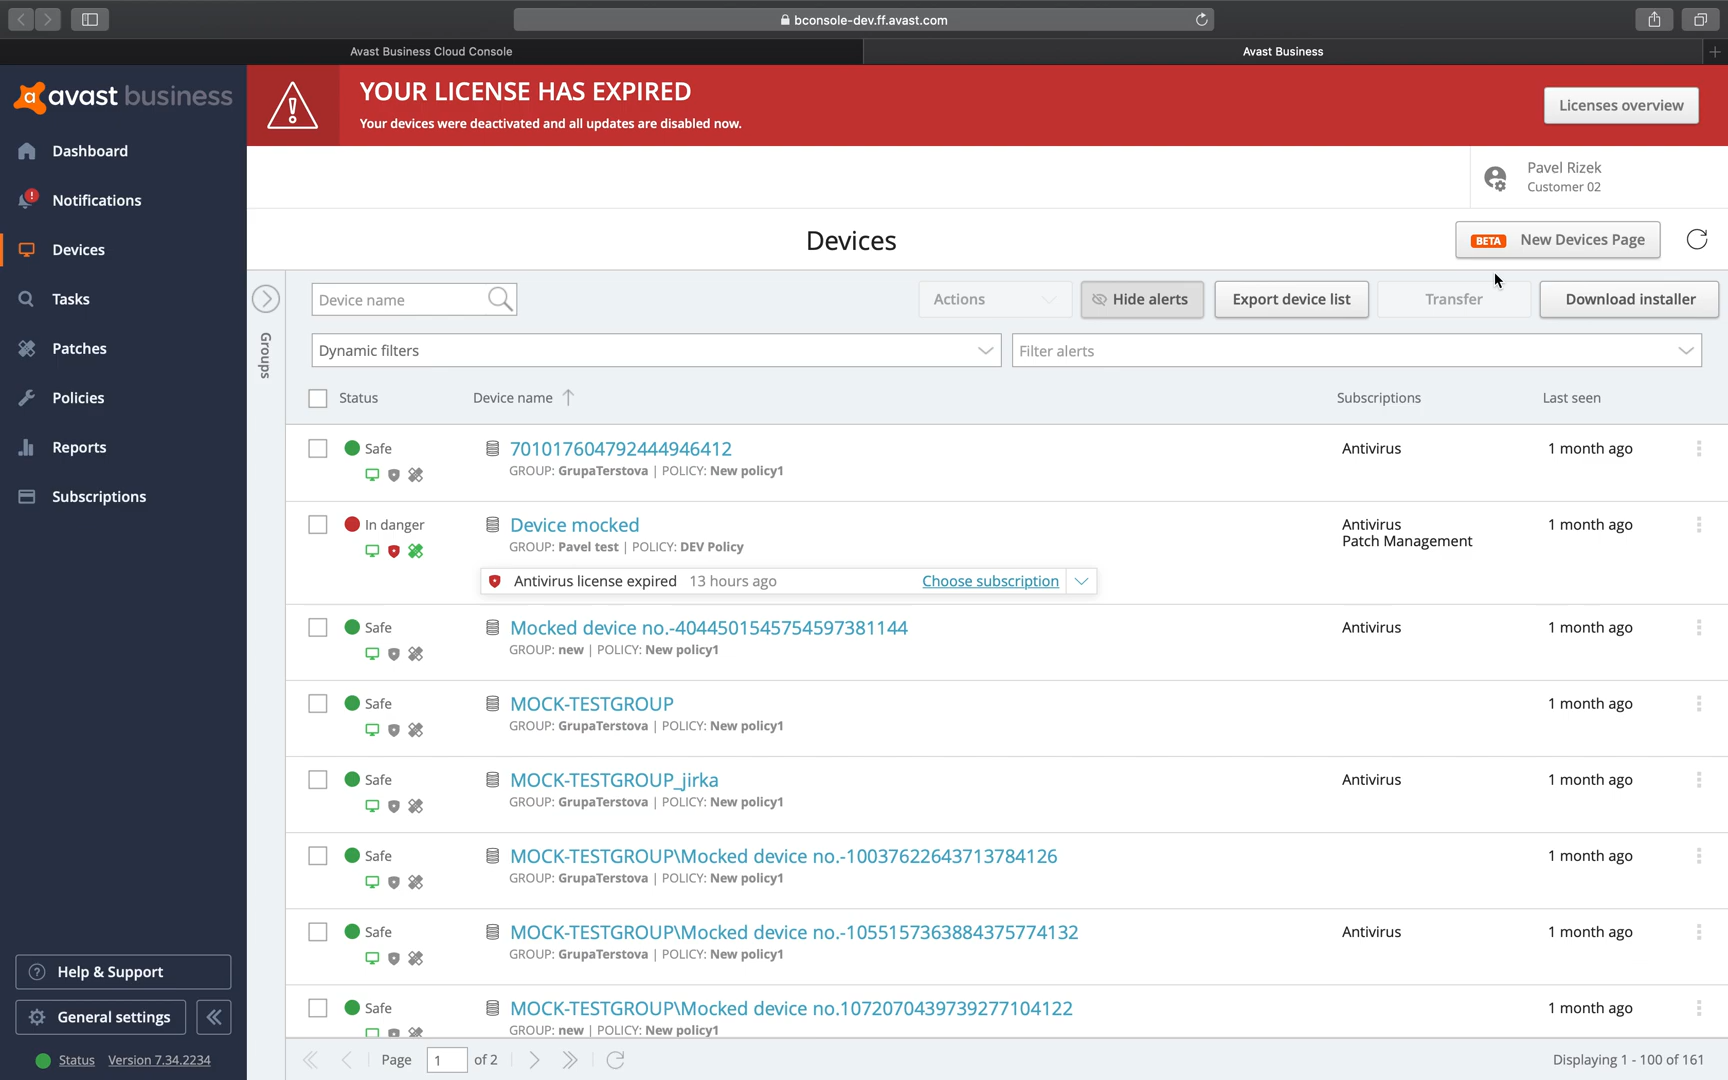 bconsole-dev.ff.avast.com
Avast Business Cloud Console
Avast Business
avast business
YOUR LICENSE HAS EXPIRED
Your devices were deactivated and all updates are disabled now.
Licenses overview
Dashboard
Notifications
Devices
Tasks
Patches
Policies
Reports
Subscriptions
Pavel Rizek
Customer 02
Devices
BETA New Devices Page
Groups
Device name
Actions
Hide alerts
Export device list
Transfer
Download installer
Dynamic filters
Filter alerts
Status Device name Subscriptions Last seen
Safe 701017604792444946412 Antivirus 1 month ago
GROUP: GrupaTerstova | POLICY: New policy1
In danger Device mocked Antivirus 1 month ago
GROUP: Pavel test | POLICY: DEV Policy Patch Management
Antivirus license expired 13 hours ago Choose subscription
Safe Mocked device no.-4044501545754597381144 Antivirus 1 month ago
GROUP: new | POLICY: New policy1
Safe MOCK-TESTGROUP 1 month ago
GROUP: GrupaTerstova | POLICY: New policy1
Safe MOCK-TESTGROUP_jirka Antivirus 1 month ago
GROUP: GrupaTerstova | POLICY: New policy1
Safe MOCK-TESTGROUP\Mocked device no.-10037622643713784126 1 month ago
GROUP: GrupaTerstova | POLICY: New policy1
Safe MOCK-TESTGROUP\Mocked device no.-1055157363884375774132 Antivirus 1 month ago
GROUP: GrupaTerstova | POLICY: New policy1
Safe MOCK-TESTGROUP\Mocked device no.1072070439739277104122 1 month ago
GROUP: new | POLICY: New policy1
Help & Support
General settings
Status Version 7.34.2234
Page 1 of 2
Displaying 1 - 100 of 161